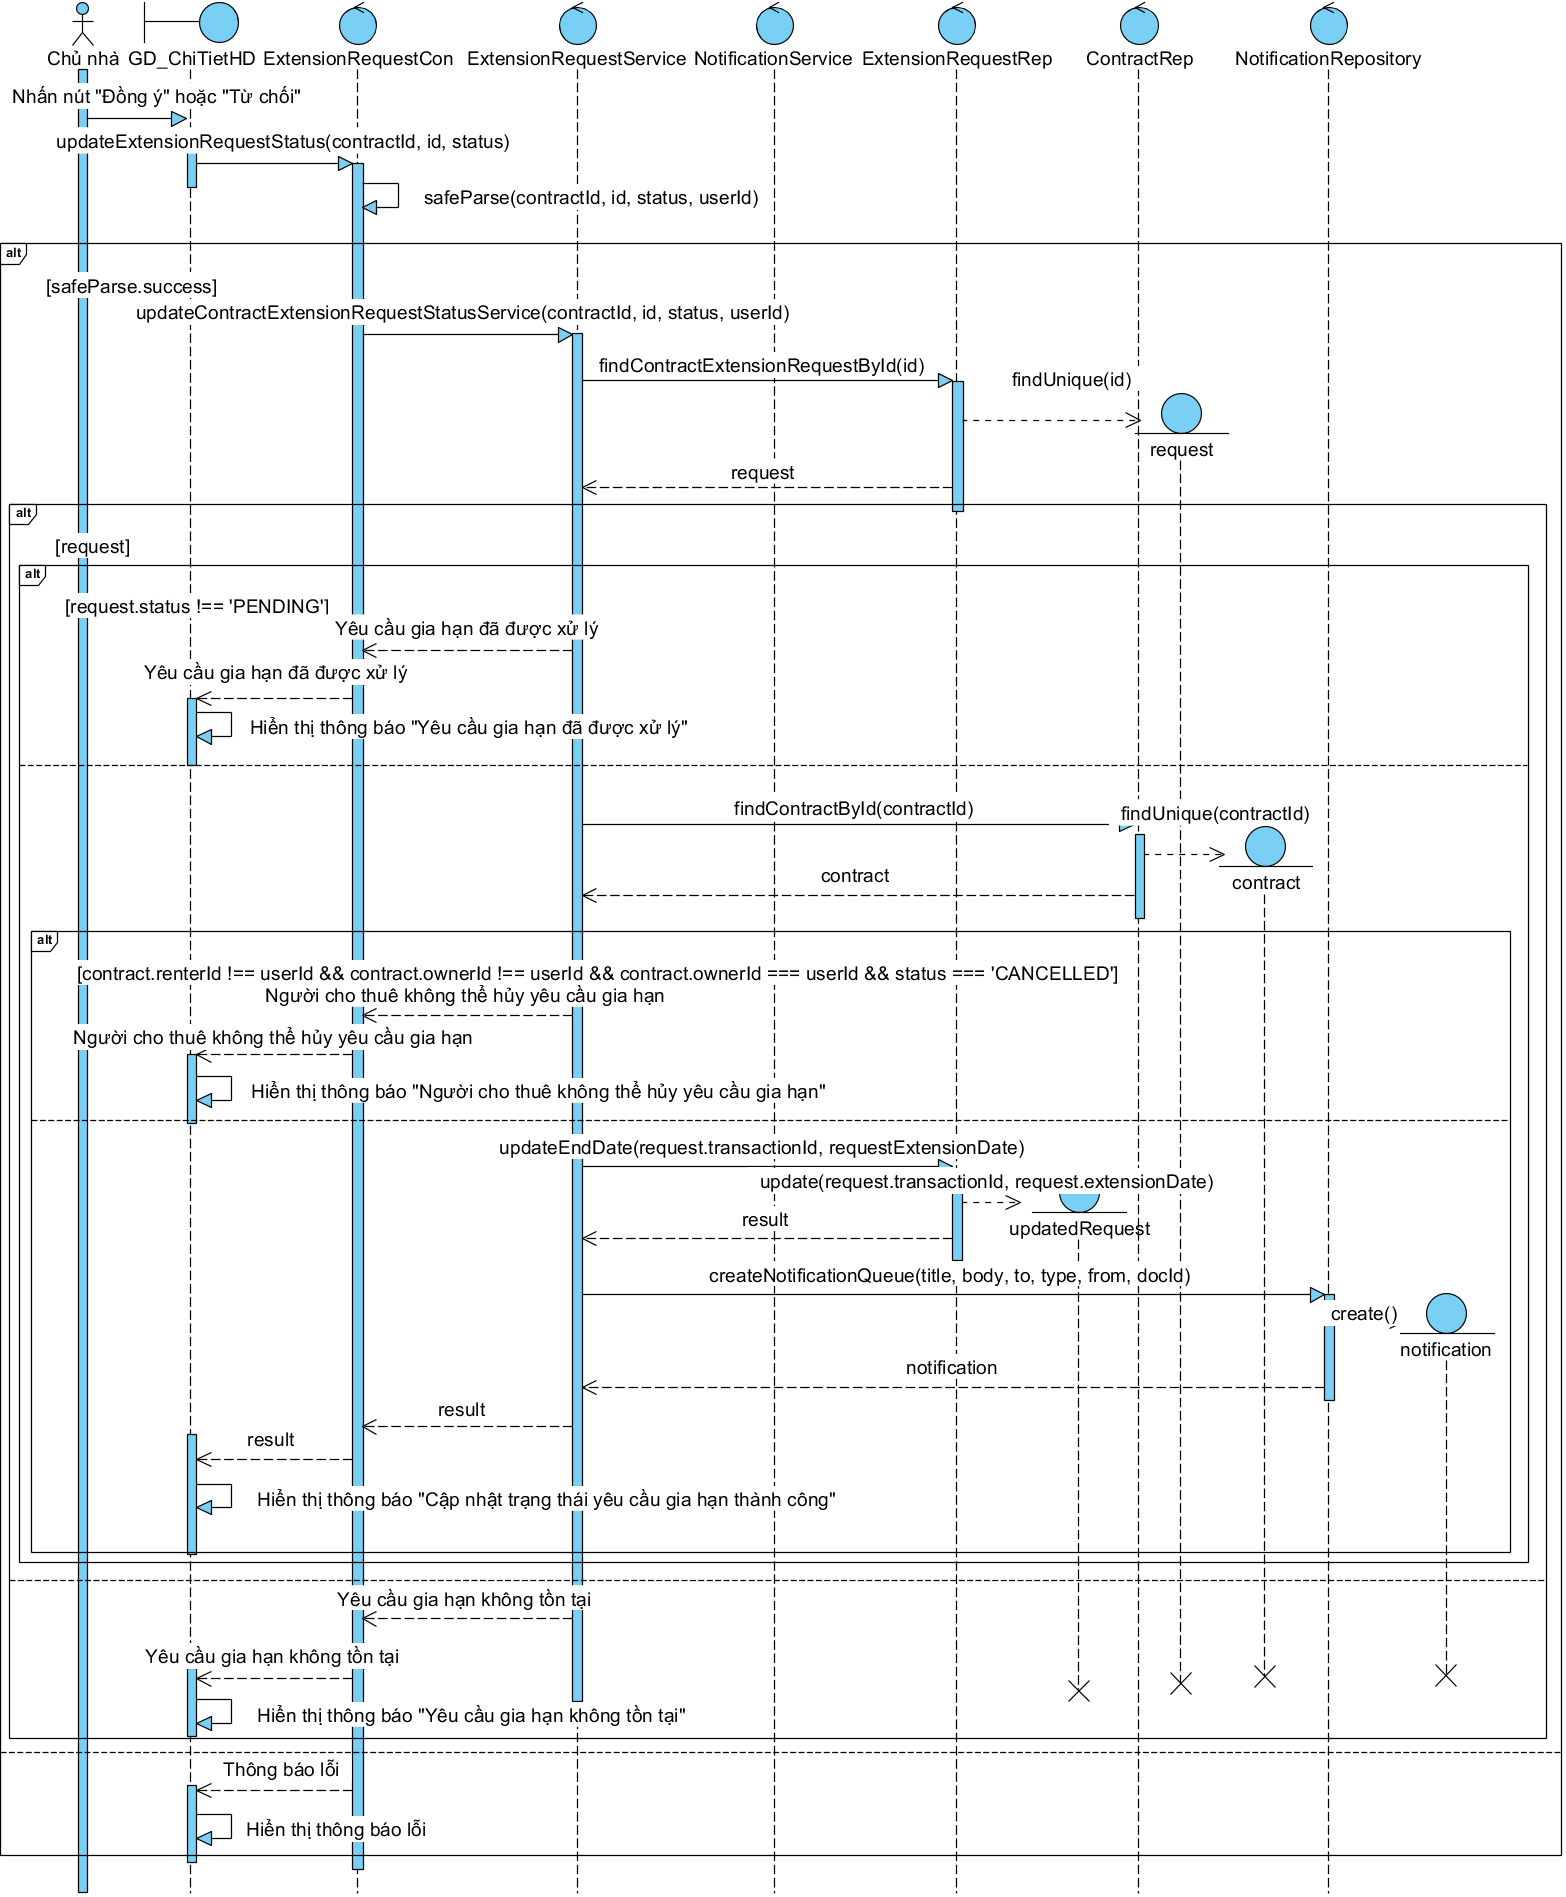 Chủ nhà
GD_ChiTietHD
ExtensionRequestCon
ExtensionRequestService
NotificationService
ExtensionRequestRep
ContractRep
NotificationRepository
Nhấn nút "Đồng ý" hoặc "Từ chối"
updateExtensionRequestStatus(contractId, id, status)
safeParse(contractId, id, status, userId)
alt
[safeParse.success]
updateContractExtensionRequestStatusService(contractId, id, status, userId)
findContractExtensionRequestById(id)
findUnique(id)
request
request
alt
[request]
alt
[request.status !== 'PENDING']
Yêu cầu gia hạn đã được xử lý
Yêu cầu gia hạn đã được xử lý
Hiển thị thông báo "Yêu cầu gia hạn đã được xử lý"
findContractById(contractId)
findUnique(contractId)
contract
contract
alt
[contract.renterId !== userId && contract.ownerId !== userId && contract.ownerId === userId && status === 'CANCELLED']
Người cho thuê không thể hủy yêu cầu gia hạn
Người cho thuê không thể hủy yêu cầu gia hạn
Hiển thị thông báo "Người cho thuê không thể hủy yêu cầu gia hạn"
updateEndDate(request.transactionId, requestExtensionDate)
update(request.transactionId, request.extensionDate)
result
updatedRequest
createNotificationQueue(title, body, to, type, from, docId)
create()
notification
notification
result
result
Hiển thị thông báo "Cập nhật trạng thái yêu cầu gia hạn thành công"
Yêu cầu gia hạn không tồn tại
Yêu cầu gia hạn không tồn tại
Hiển thị thông báo "Yêu cầu gia hạn không tồn tại"
Thông báo lỗi
Hiển thị thông báo lỗi